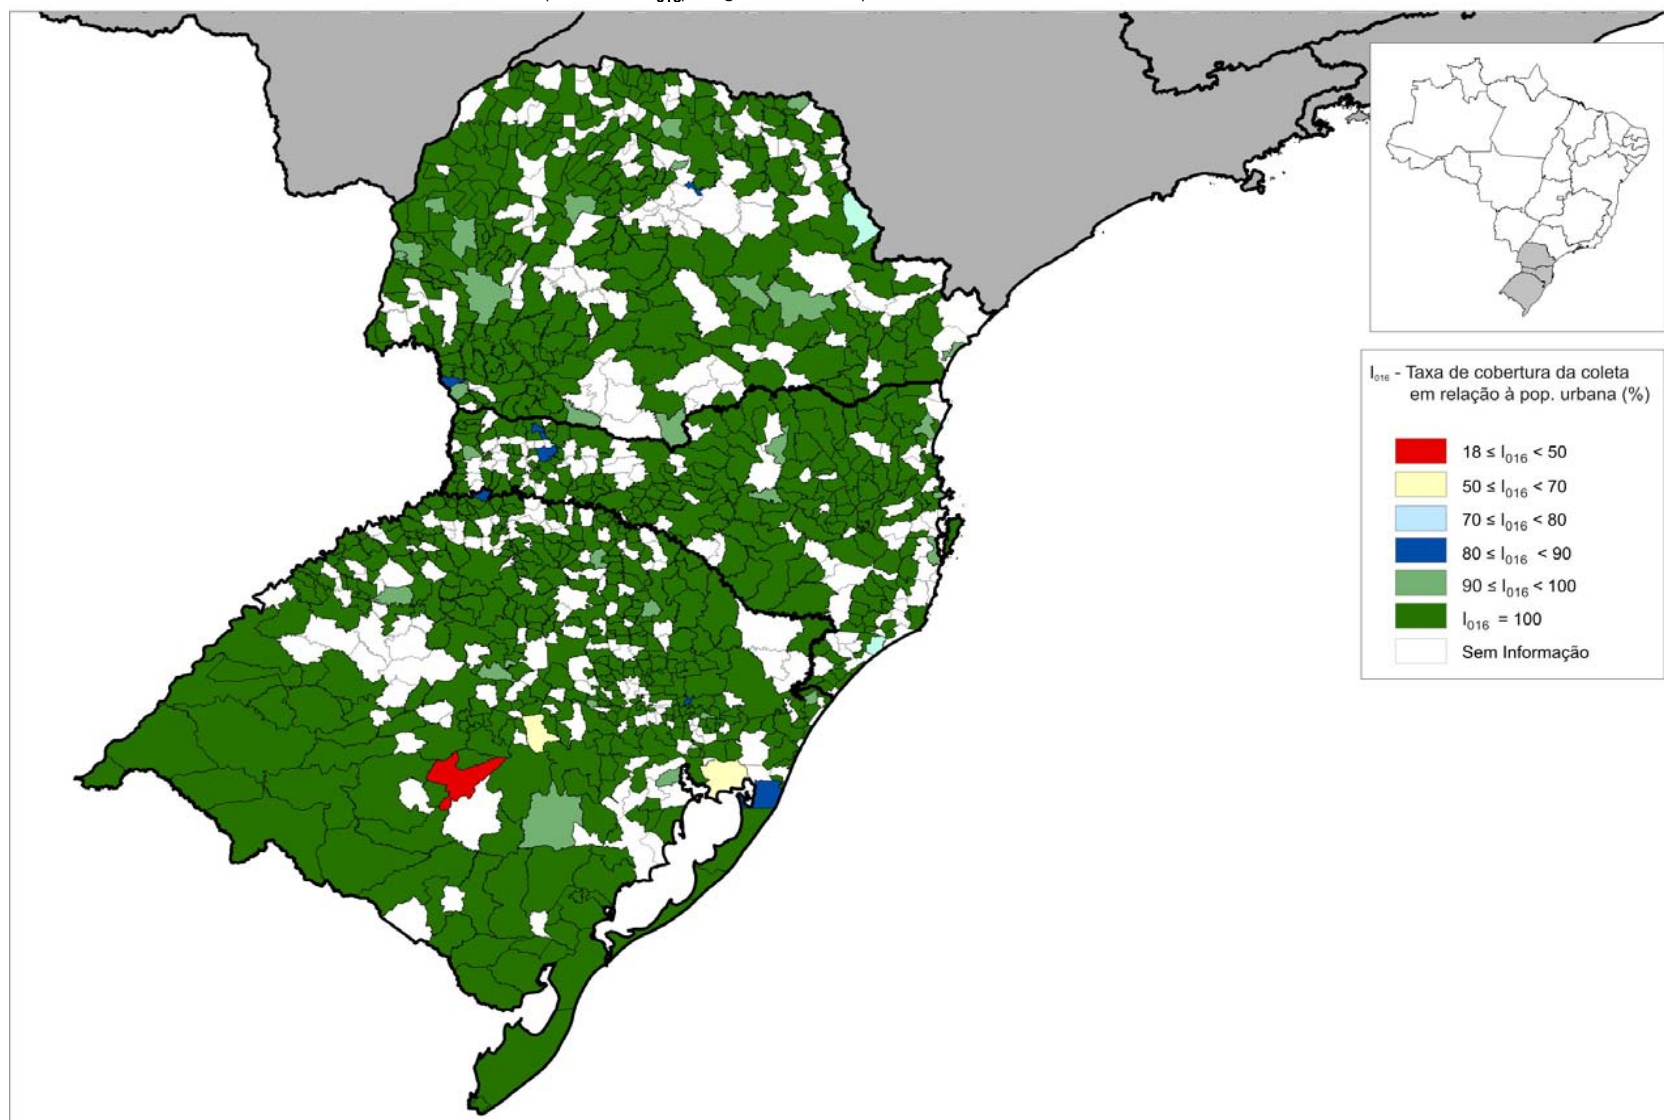 I016 - Taxa de cobertura da coleta
em relação à pop. urbana (%)
18 ≤ I016 < 50
50 ≤ I016 < 70
70 ≤ I016 < 80
80 ≤ I016 < 90
90 ≤ I016 < 100
I016 = 100
Sem Informação